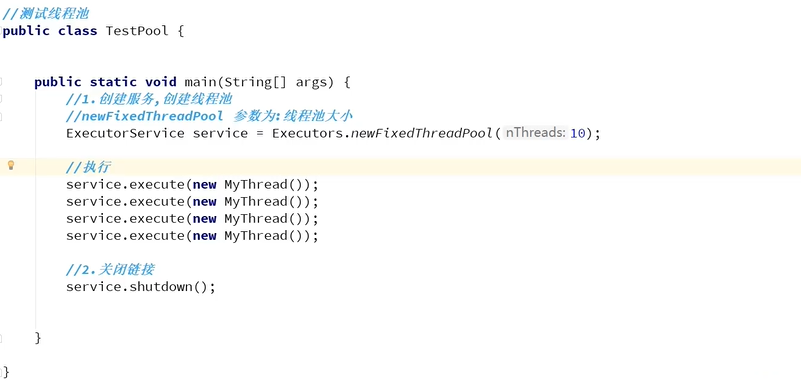 //测试线程池
public class TestPool {
public static void main(String[] args) {
//1.创建服务,创建线程池
//newFixedThreadPool 参数为:线程池大小
ExecutorService service = Executors.newFixedThreadPool( nThreads: 10);
//执行
service.execute(new MyThread());
service.execute(new MyThread());
service.execute(new MyThread());
service.execute(new MyThread());
//2.关闭链接
service.shutdown();
}
}